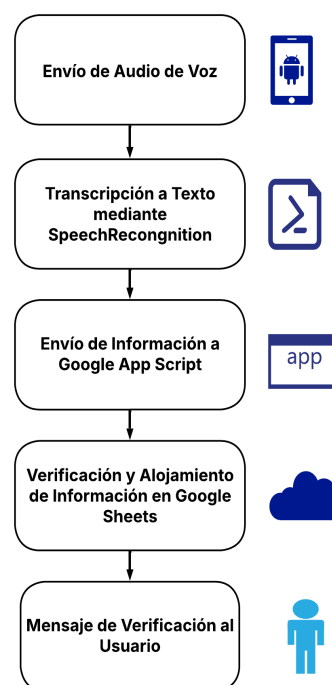 Envío de Audio de Voz
Transcripción a Texto
mediante
SpeechRecongnition
Envío de Información a
Google App Script
app
Verificación y Alojamiento
de Información en Google
Sheets
Mensaje de Verificación al
Usuario